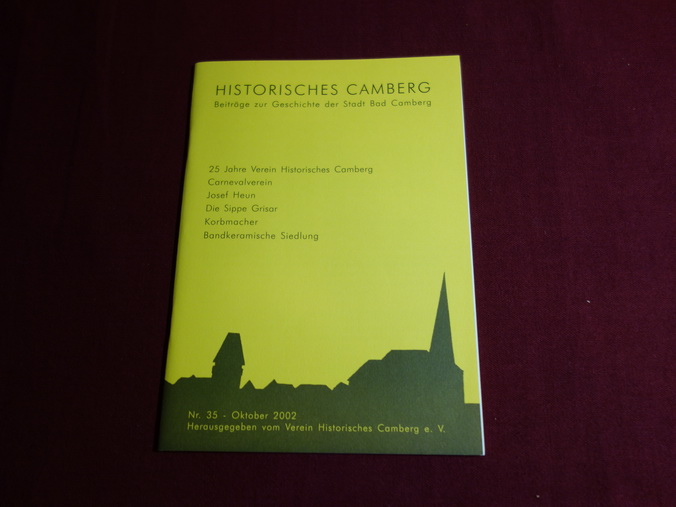 HISTORISCHES CAMBERG
Beiträge zur Geschichte der Stadt Bad Camberg
25 Jahre Verein Historisches Camberg
Carnevalverein
Josef Heun
Die Sippe Grisar
Korbmacher
Bandkeramische Siedlung
Nr. 35 - Oktober 2002
Herausgegeben vom Verein Historisches Camberg e. V.